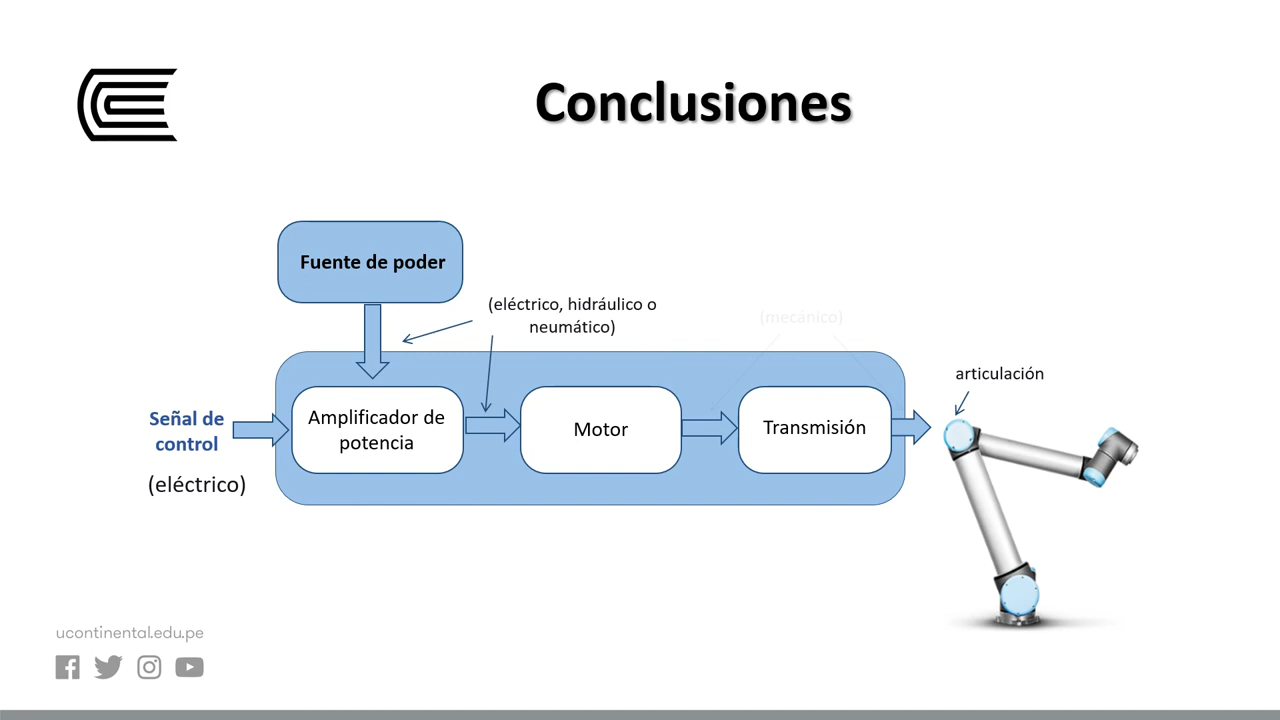 Conclusiones
Fuente de poder
(eléctrico, hidráulico o
neumático)
(mecánico)
articulación
Señal de
control
(eléctrico)
Amplificador de
potencia
Motor
Transmisión
ucontinental.edu.pe